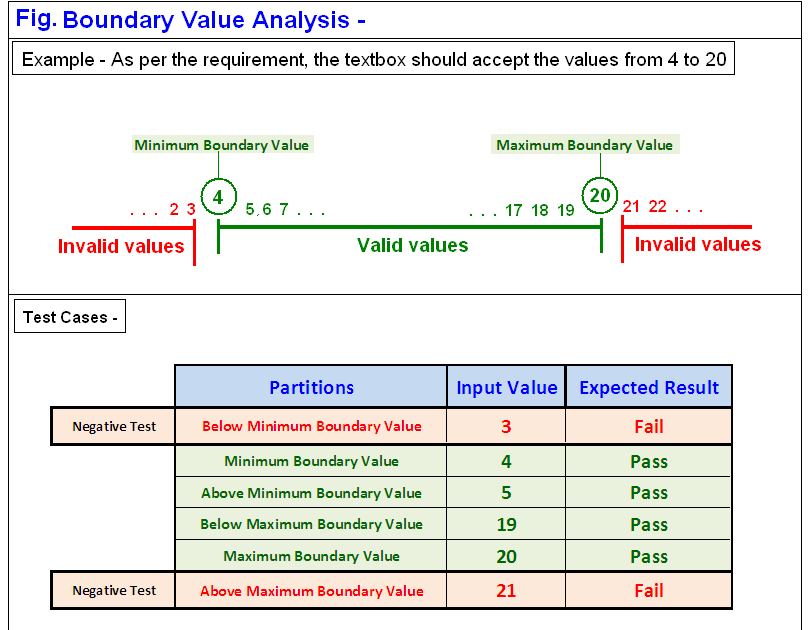 Fig. Boundary Value Analysis -
Example - As per the requirement, the textbox should accept the values from 4 to 20
Minimum Boundary Value Maximum Boundary Value
. . . 2 3 4 5,6 7 . . . . . . 17 18 19 20 21 22 . . .
Invalid values Valid values Invalid values
Test Cases -
Partitions Input Value Expected Result
Negative Test Below Minimum Boundary Value 3 Fail
Minimum Boundary Value 4 Pass
Above Minimum Boundary Value 5 Pass
Below Maximum Boundary Value 19 Pass
Maximum Boundary Value 20 Pass
Negative Test Above Maximum Boundary Value 21 Fail